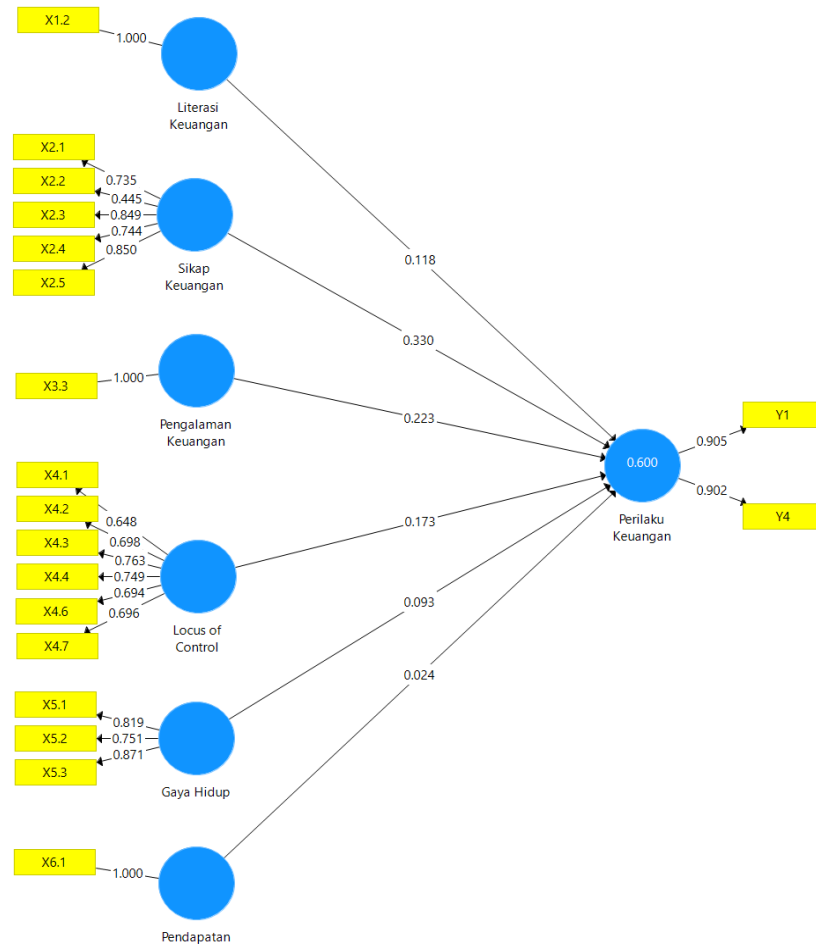 X1.2
1.000
Literasi
Keuangan
X2.1
X2.2
X2.3
X2.4
X2.5
0.735
0.445
0.849
0.744
0.850
Sikap
Keuangan
X3.3
1.000
Pengalaman
Keuangan
X4.1
X4.2
X4.3
X4.4
X4.6
X4.7
0.648
0.698
0.763
0.749
0.694
0.696
Locus of
Control
X5.1
X5.2
X5.3
0.819
0.751
0.871
Gaya Hidup
X6.1
1.000
Pendapatan
0.118
0.330
0.223
0.173
0.093
0.024
0.600
Perilaku
Keuangan
0.905
0.902
Y1
Y4